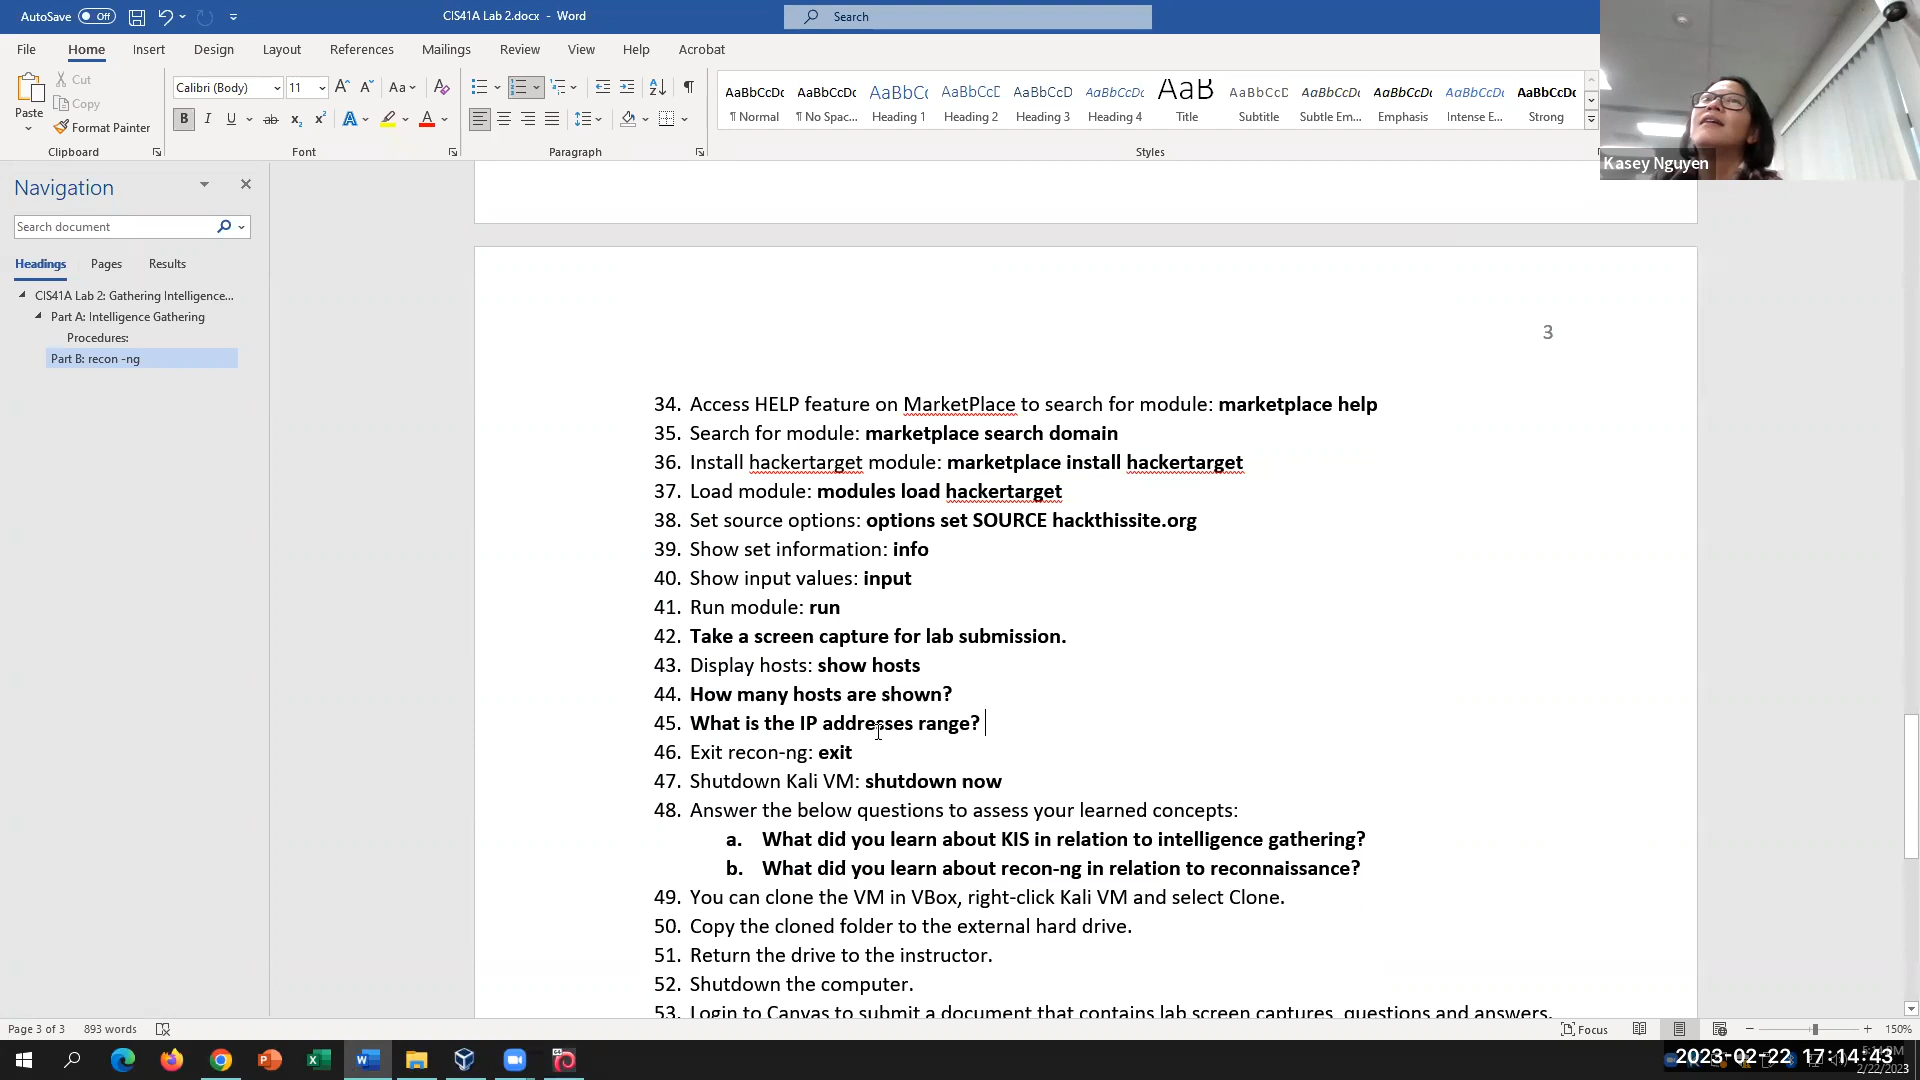 AutoSave Off
CIS41A Lab 2.docx - Word
Search
File Home Insert Design Layout References Mailings Review View Help Acrobat
Paste
Cut
Copy
Format Painter
Clipboard
Calibri (Body) 11
Font
Paragraph
AaBbCcDc AaBbCcDc AaBbCc AaBbCcD AaBbCcD AaBbCcDc AaB AaBbCcD AaBbCcDc AaBbCcDc AaBbCcDc AaBbCcDc
¶ Normal ¶ No Spac... Heading 1 Heading 2 Heading 3 Heading 4 Title Subtitle Subtle Em... Emphasis Intense E... Strong
Styles
Kasey Nguyen
Navigation
Search document
Headings Pages Results
CIS41A Lab 2: Gathering Intelligence...
Part A: Intelligence Gathering
Procedures:
Part B: recon -ng
3
34. Access HELP feature on MarketPlace to search for module: marketplace help
35. Search for module: marketplace search domain
36. Install hackertarget module: marketplace install hackertarget
37. Load module: modules load hackertarget
38. Set source options: options set SOURCE hackthissite.org
39. Show set information: info
40. Show input values: input
41. Run module: run
42. Take a screen capture for lab submission.
43. Display hosts: show hosts
44. How many hosts are shown?
45. What is the IP addresses range?
46. Exit recon-ng: exit
47. Shutdown Kali VM: shutdown now
48. Answer the below questions to assess your learned concepts:
a. What did you learn about KIS in relation to intelligence gathering?
b. What did you learn about recon-ng in relation to reconnaissance?
49. You can clone the VM in VBox, right-click Kali VM and select Clone.
50. Copy the cloned folder to the external hard drive.
51. Return the drive to the instructor.
52. Shutdown the computer.
53. Login to Canvas to submit a document that contains lab screen captures, questions and answers.
Page 3 of 3 893 words
Focus
150%
2023-02-22 17:14:43
2/22/2023